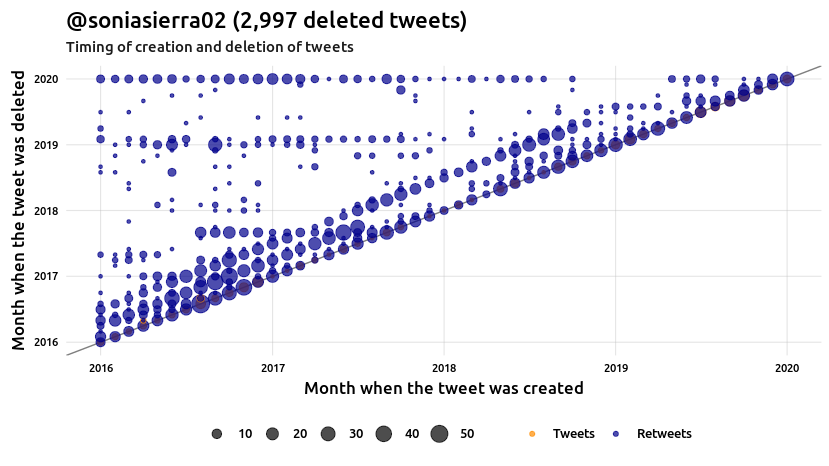 @soniasierra02 (2,997 deleted tweets)
Timing of creation and deletion of tweets
Month when the tweet was deleted
2020
2019
2018
2017
2016
2016 2017 2018 2019 2020
Month when the tweet was created
10 20 30 40 50 Tweets Retweets